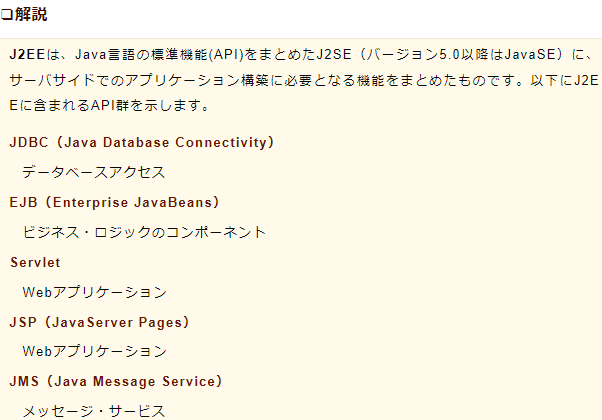 ❏解説
J2EEは、Java言語の標準機能(API)をまとめたJ2SE（バージョン5.0以降はJavaSE）に、
サーバサイドでのアプリケーション構築に必要となる機能をまとめたものです。以下にJ2E
Eに含まれるAPI群を示します。
JDBC（Java Database Connectivity）
データベースアクセス
EJB（Enterprise JavaBeans）
ビジネス・ロジックのコンポーネント
Servlet
Webアプリケーション
JSP（JavaServer Pages）
Webアプリケーション
JMS（Java Message Service）
メッセージ・サービス